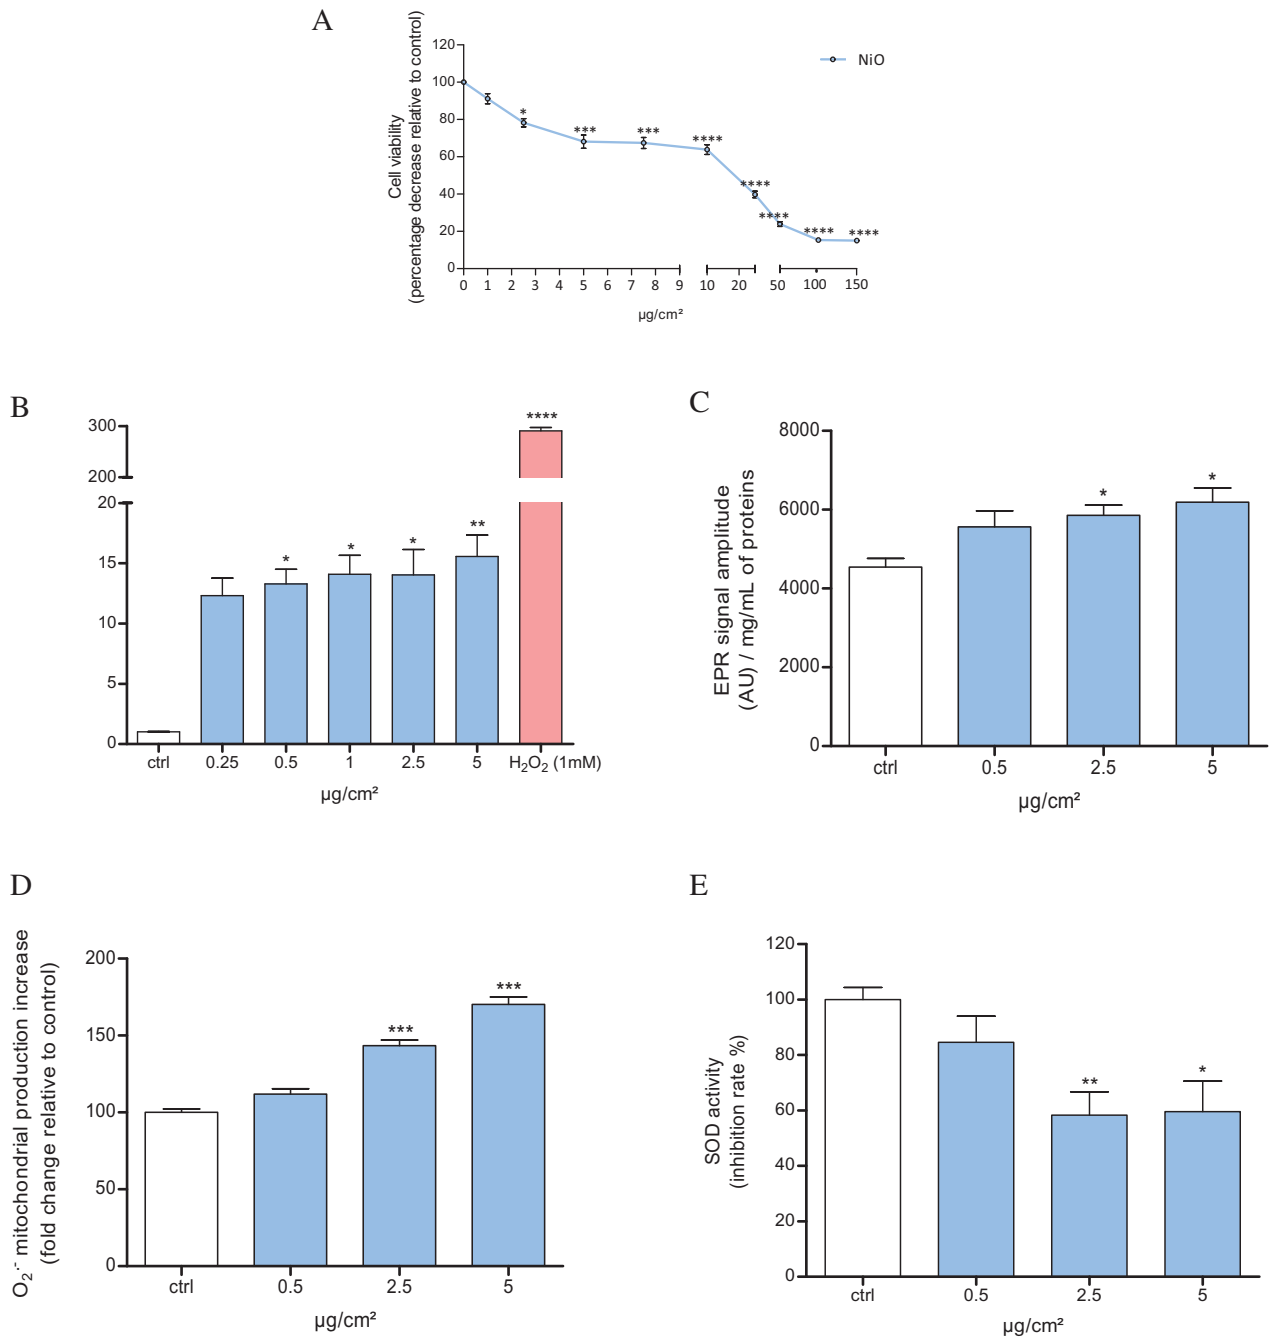 A
Cell viability
(percentage decrease relative to control)
120
100
80
60
40
20
0
*
***
***
****
****
****
****
****
NiO
0 1 2 3 4 5 6 7 8 9 10 20 50 100 150
µg/cm²
B
300
200
20
15
10
5
0
*
*
*
**
****
ctrl 0.25 0.5 1 2.5 5 H₂O₂ (1mM)
µg/cm²
C
EPR signal amplitude
(AU) / mg/mL of proteins
8000
6000
4000
2000
0
*
*
ctrl 0.5 2.5 5
µg/cm²
D
O₂·⁻ mitochondrial production increase
(fold change relative to control)
200
150
100
50
0
***
***
ctrl 0.5 2.5 5
µg/cm²
E
SOD activity
(inhibition rate %)
120
100
80
60
40
20
0
**
*
ctrl 0.5 2.5 5
µg/cm²